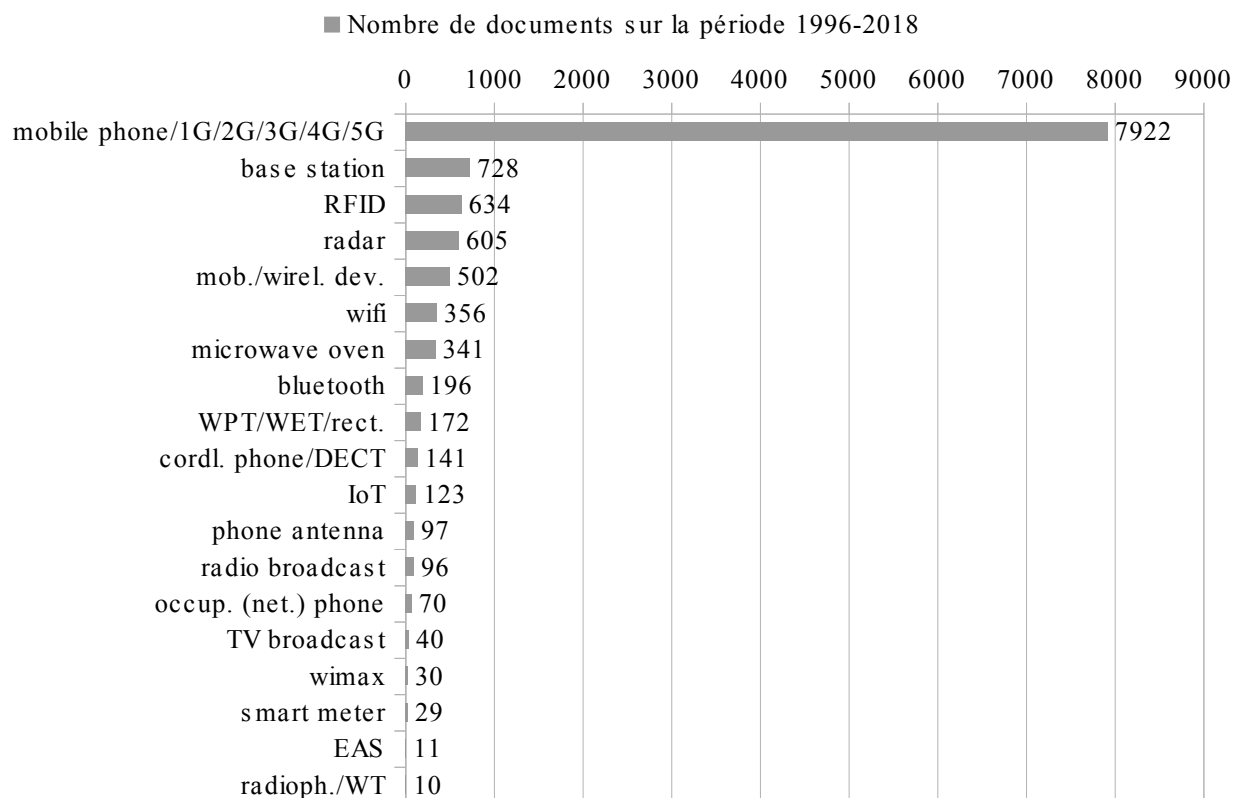 Nombre de documents sur la période 1996-2018
0 1000 2000 3000 4000 5000 6000 7000 8000 9000
mobile phone/1G/2G/3G/4G/5G 7922
base station 728
RFID 634
radar 605
mob./wirel. dev. 502
wifi 356
microwave oven 341
bluetooth 196
WPT/WET/rect. 172
cordl. phone/DECT 141
IoT 123
phone antenna 97
radio broadcast 96
occup. (net.) phone 70
TV broadcast 40
wimax 30
smart meter 29
EAS 11
radioph./WT 10